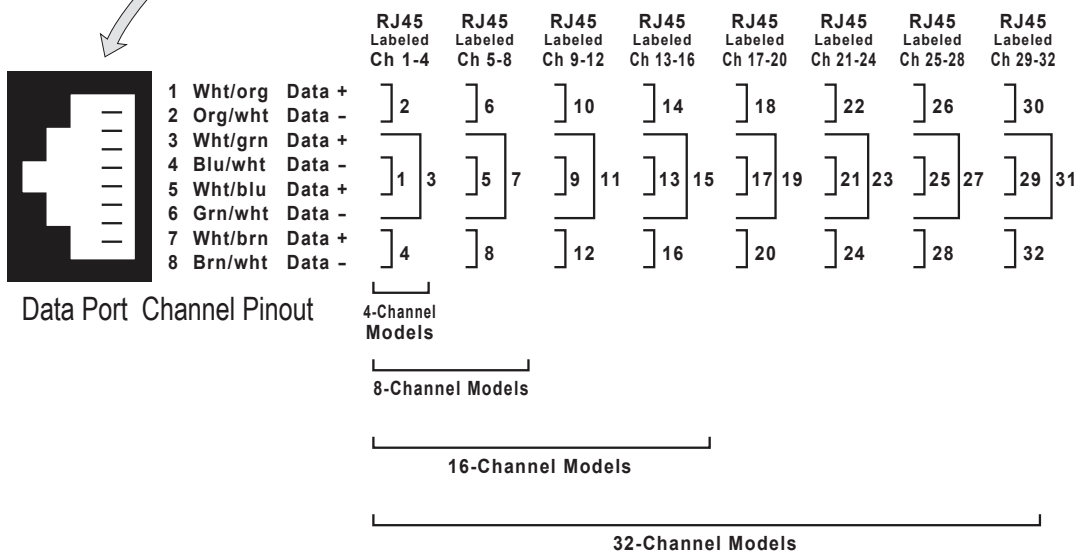 RJ45 RJ45 RJ45 RJ45 RJ45 RJ45 RJ45 RJ45
Labeled Labeled Labeled Labeled Labeled Labeled Labeled Labeled
Ch 1-4 Ch 5-8 Ch 9-12 Ch 13-16 Ch 17-20 Ch 21-24 Ch 25-28 Ch 29-32
1 Wht/org Data +
2 Org/wht Data -
2 6 10 14 18 22 26 30
3 Wht/grn Data +
4 Blu/wht Data -
1 3 5 7 9 11 13 15 17 19 21 23 25 27 29 31
5 Wht/blu Data +
6 Grn/wht Data -
7 Wht/brn Data +
4 8 12 16 20 24 28 32
8 Brn/wht Data -
Data Port Channel Pinout
4-Channel
Models
8-Channel Models
16-Channel Models
32-Channel Models